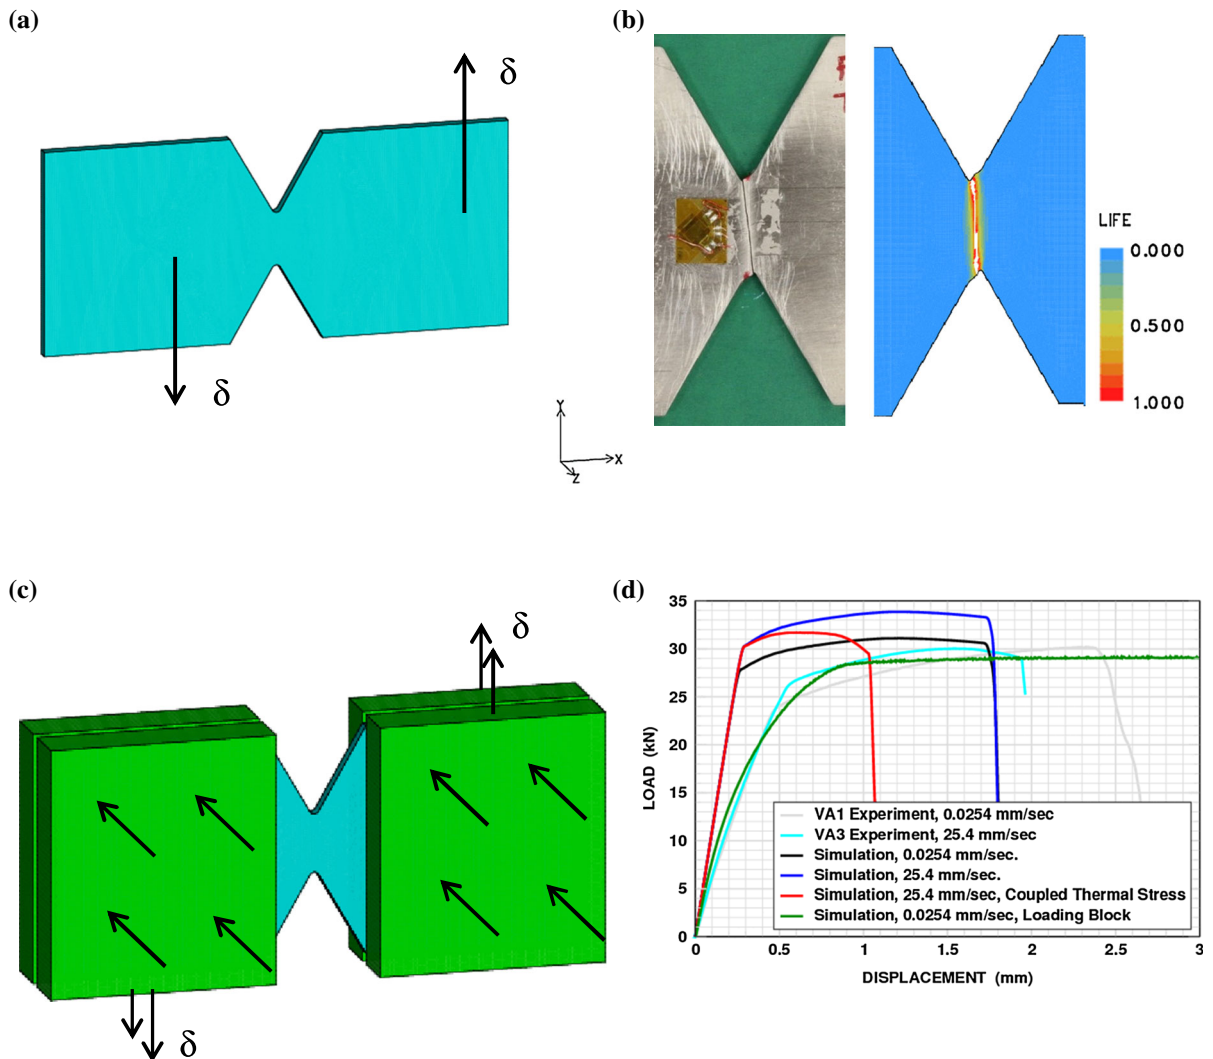 (a)
δ
δ
Y
X
Z
(b)
LIFE
0.000
0.500
1.000
(c)
δ
δ
(d)
LOAD (kN)
35
30
25
20
15
10
5
0
0
0.5
1
1.5
2
2.5
3
DISPLACEMENT (mm)
VA1 Experiment, 0.0254 mm/sec
VA3 Experiment, 25.4 mm/sec
Simulation, 0.0254 mm/sec.
Simulation, 25.4 mm/sec.
Simulation, 25.4 mm/sec, Coupled Thermal Stress
Simulation, 0.0254 mm/sec, Loading Block